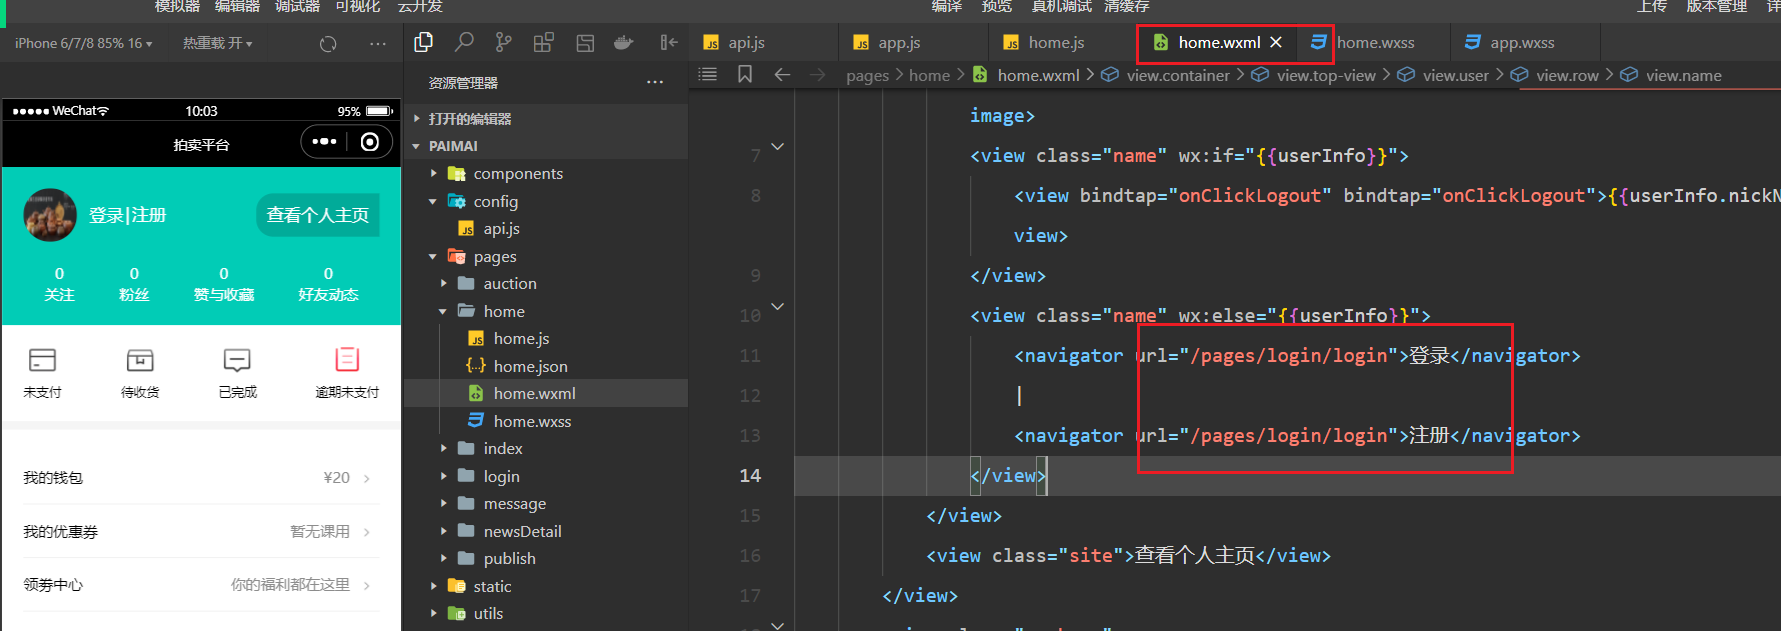 模拟器 编辑器 调试器 可视化 云开发 编译 预览 真机调试 清缓存 上传 版本管理
iPhone 6/7/8 85% 16 热重载 开
WeChat 10:03 95%
拍卖平台
登录|注册 查看个人主页
0 0 0 0
关注 粉丝 赞与收藏 好友动态
未支付 待收货 已完成 逾期未支付
我的钱包 ¥20
我的优惠券 暂无课用
领券中心 你的福利都在这里
资源管理器 ...
打开的编辑器
PAIMAI
components
config
JS api.js
pages
auction
home
JS home.js
{..} home.json
home.wxml
home.wxss
index
login
message
newsDetail
publish
static
utils
JS api.js JS app.js JS home.js home.wxml × home.wxss app.wxss
pages > home > home.wxml > view.container > view.top-view > view.user > view.row > view.name
image>
7 <view class="name" wx:if="{{userInfo}}">
8 <view bindtap="onClickLogout" bindtap="onClickLogout">{{userInfo.nickN
view>
9 </view>
10 <view class="name" wx:else="{{userInfo}}">
11 <navigator url="/pages/login/login">登录</navigator>
12 |
13 <navigator url="/pages/login/login">注册</navigator>
14 </view>
15 </view>
16 <view class="site">查看个人主页</view>
17 </view>